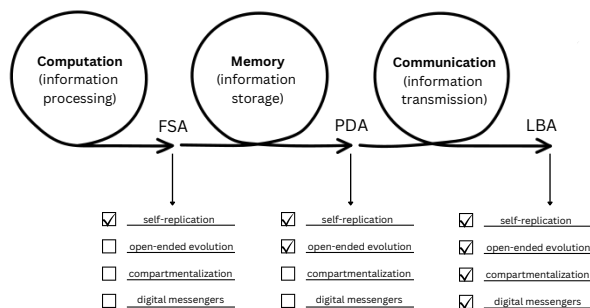 Computation
(information
processing)
Memory
(information
storage)
Communication
(information
transmission)
FSA
PDA
LBA
self-replication
open-ended evolution
compartmentalization
digital messengers
self-replication
open-ended evolution
compartmentalization
digital messengers
self-replication
open-ended evolution
compartmentalization
digital messengers